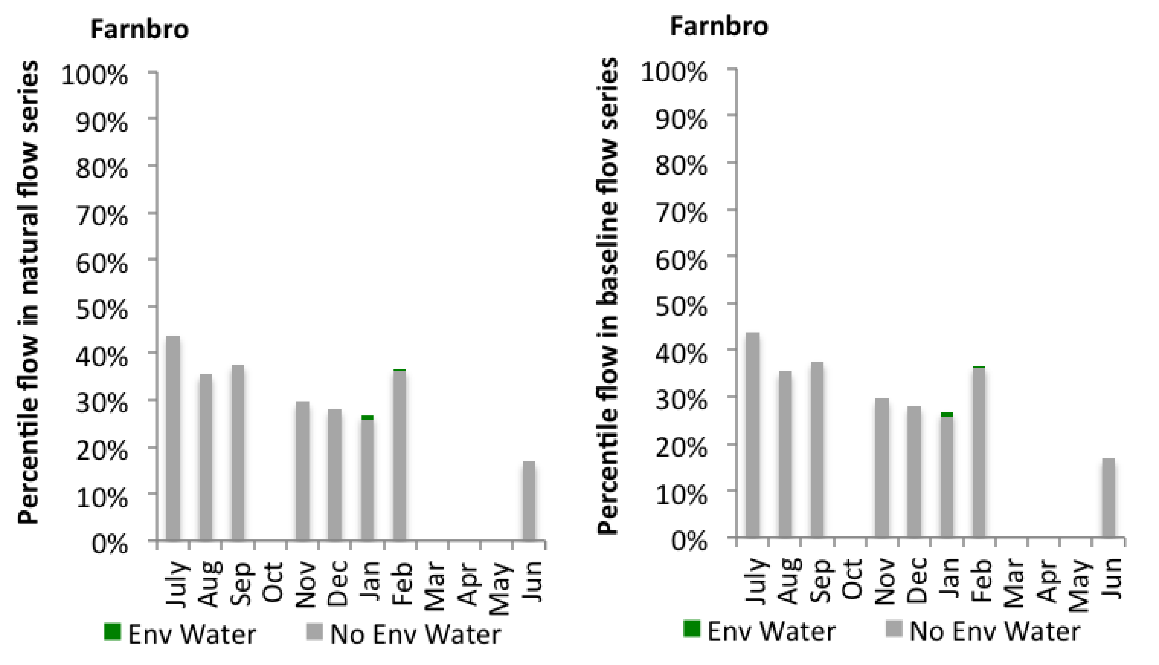 Farnbro
Percentile flow in natural flow series
100%
90%
80%
70%
60%
50%
40%
30%
20%
10%
0%
July Aug Sep Oct Nov Dec Jan Feb Mar Apr May Jun
Env Water No Env Water
Farnbro
Percentile flow in baseline flow series
100%
90%
80%
70%
60%
50%
40%
30%
20%
10%
0%
July Aug Sep Oct Nov Dec Jan Feb Mar Apr May Jun
Env Water No Env Water